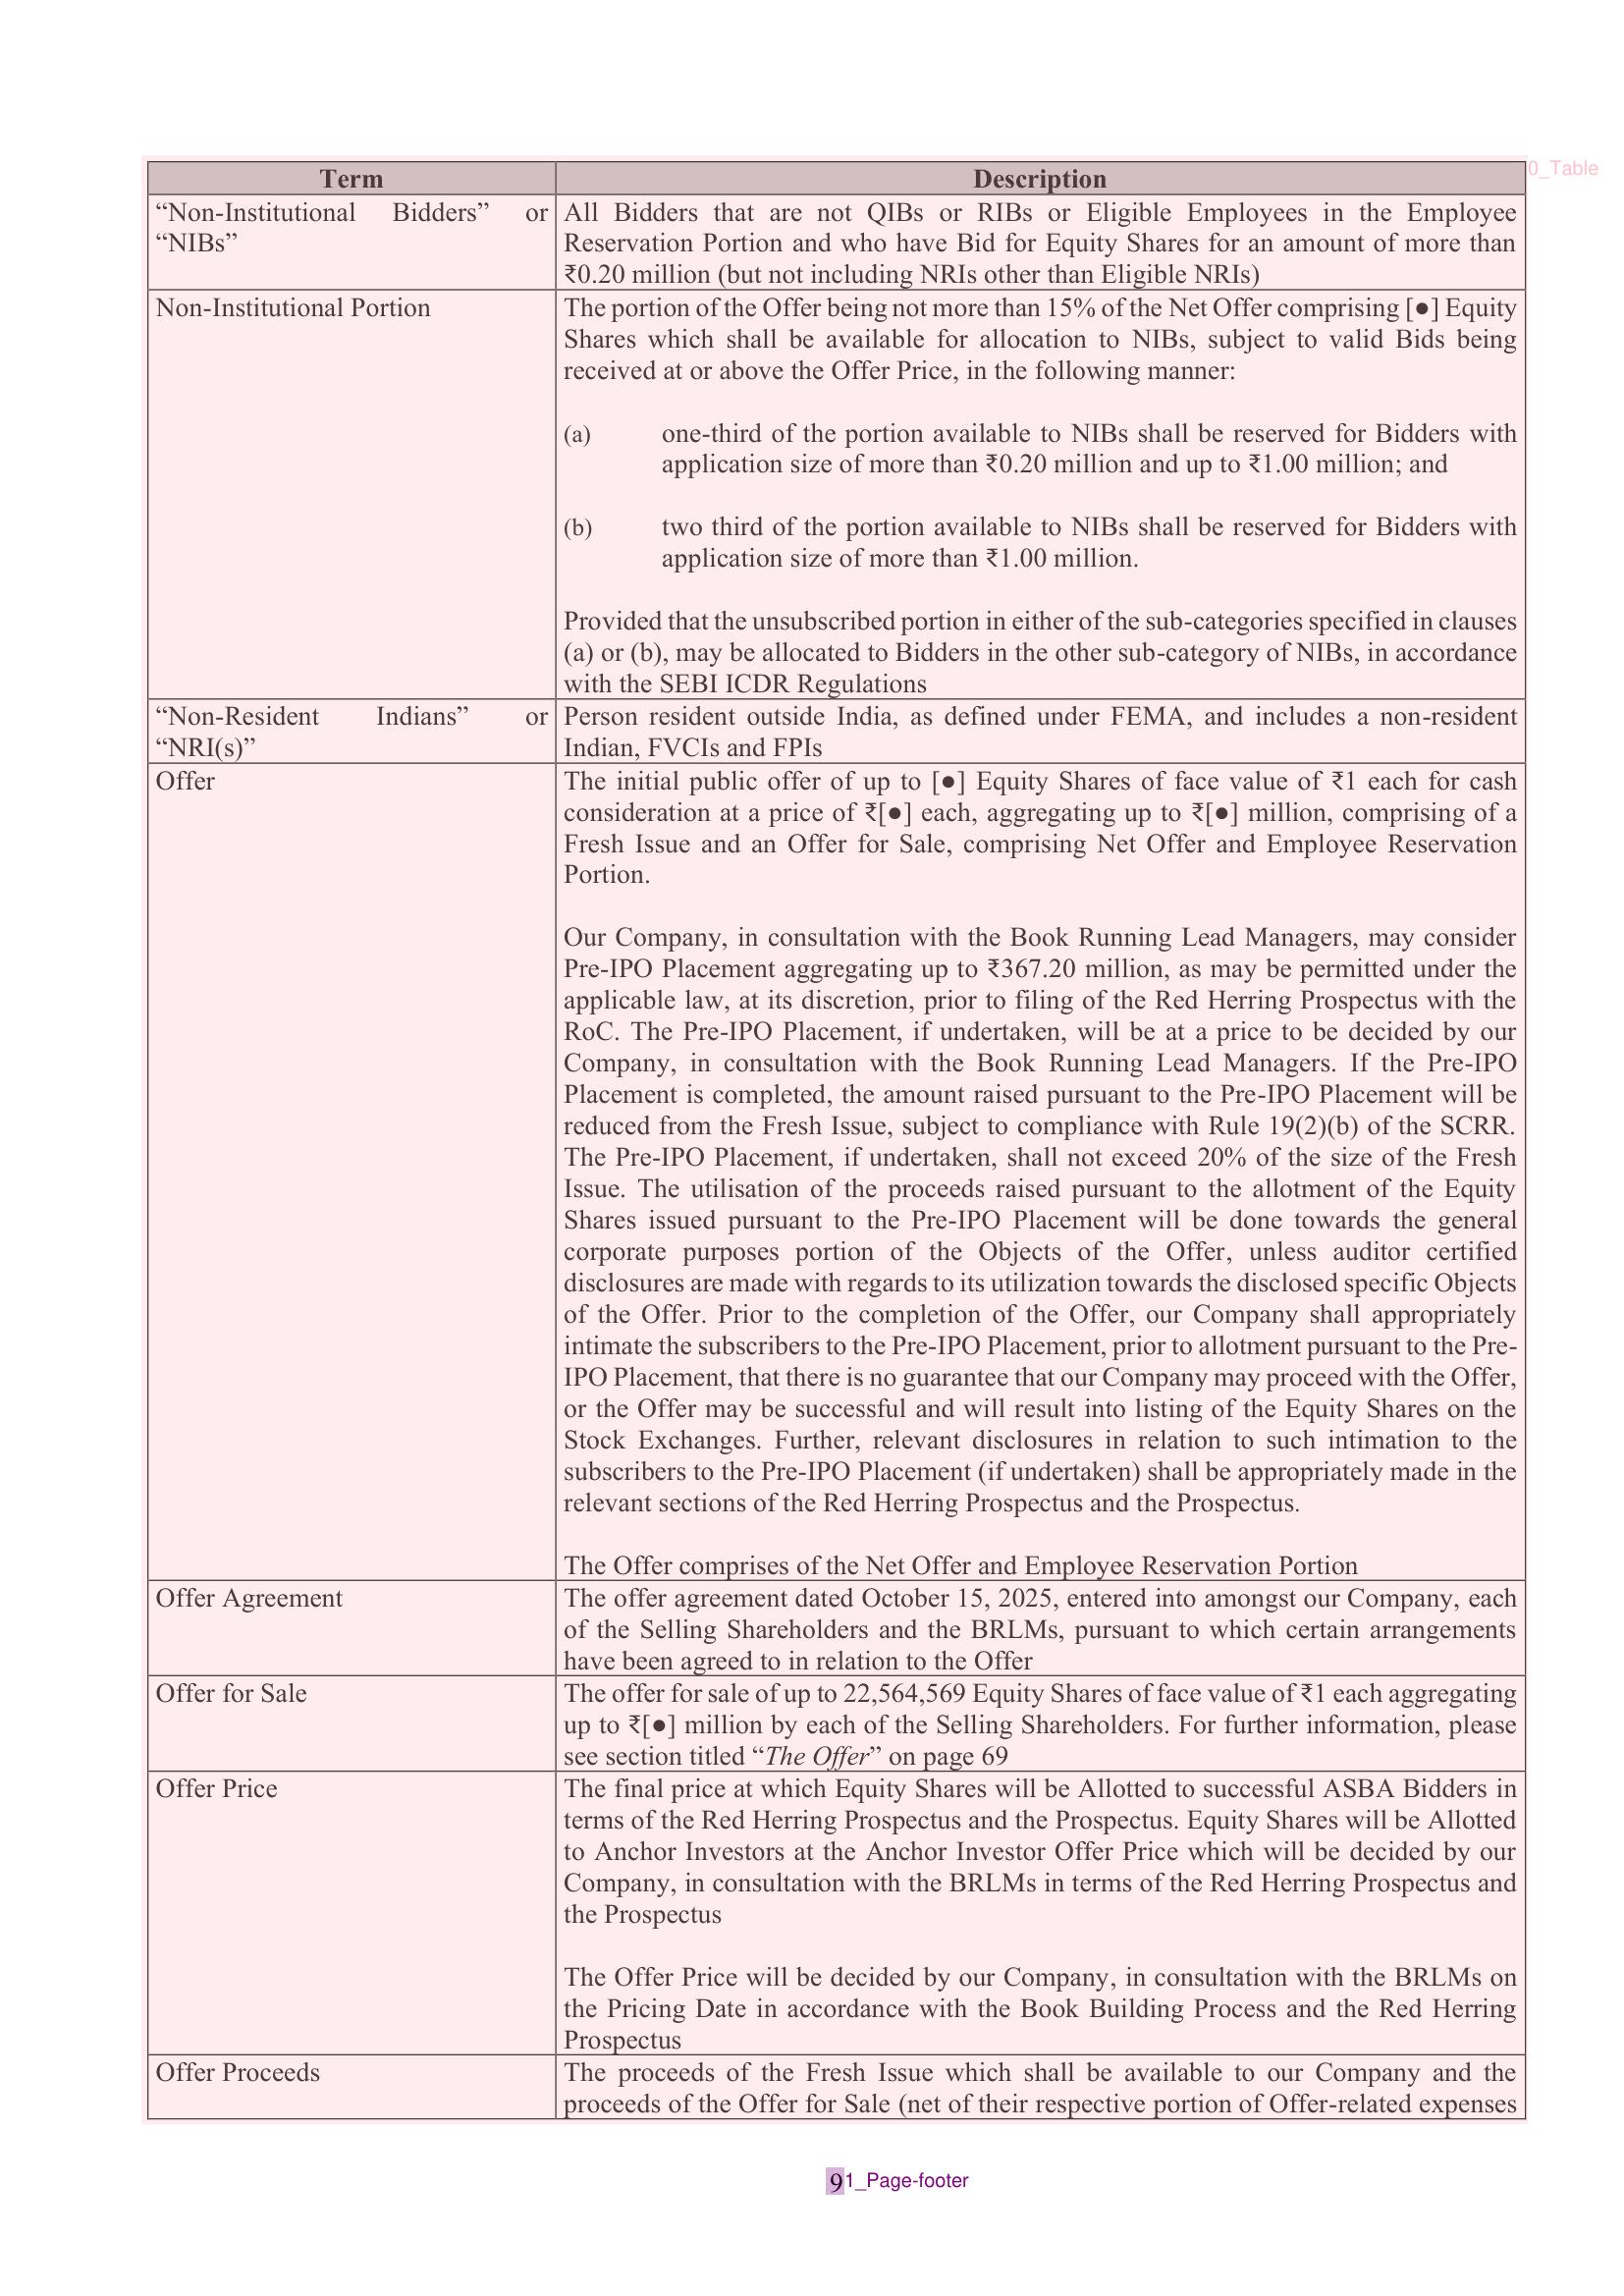 Term Description
0_Table
“Non-Institutional Bidders” or
“NIBs”
All Bidders that are not QIBs or RIBs or Eligible Employees in the Employee
Reservation Portion and who have Bid for Equity Shares for an amount of more than
₹0.20 million (but not including NRIs other than Eligible NRIs)
Non-Institutional Portion
The portion of the Offer being not more than 15% of the Net Offer comprising [●] Equity
Shares which shall be available for allocation to NIBs, subject to valid Bids being
received at or above the Offer Price, in the following manner:
(a) one-third of the portion available to NIBs shall be reserved for Bidders with
application size of more than ₹0.20 million and up to ₹1.00 million; and
(b) two third of the portion available to NIBs shall be reserved for Bidders with
application size of more than ₹1.00 million.
Provided that the unsubscribed portion in either of the sub-categories specified in clauses
(a) or (b), may be allocated to Bidders in the other sub-category of NIBs, in accordance
with the SEBI ICDR Regulations
“Non-Resident Indians” or
“NRI(s)”
Person resident outside India, as defined under FEMA, and includes a non-resident
Indian, FVCIs and FPIs
Offer
The initial public offer of up to [●] Equity Shares of face value of ₹1 each for cash
consideration at a price of ₹[●] each, aggregating up to ₹[●] million, comprising of a
Fresh Issue and an Offer for Sale, comprising Net Offer and Employee Reservation
Portion.
Our Company, in consultation with the Book Running Lead Managers, may consider
Pre-IPO Placement aggregating up to ₹367.20 million, as may be permitted under the
applicable law, at its discretion, prior to filing of the Red Herring Prospectus with the
RoC. The Pre-IPO Placement, if undertaken, will be at a price to be decided by our
Company, in consultation with the Book Running Lead Managers. If the Pre-IPO
Placement is completed, the amount raised pursuant to the Pre-IPO Placement will be
reduced from the Fresh Issue, subject to compliance with Rule 19(2)(b) of the SCRR.
The Pre-IPO Placement, if undertaken, shall not exceed 20% of the size of the Fresh
Issue. The utilisation of the proceeds raised pursuant to the allotment of the Equity
Shares issued pursuant to the Pre-IPO Placement will be done towards the general
corporate purposes portion of the Objects of the Offer, unless auditor certified
disclosures are made with regards to its utilization towards the disclosed specific Objects
of the Offer. Prior to the completion of the Offer, our Company shall appropriately
intimate the subscribers to the Pre-IPO Placement, prior to allotment pursuant to the Pre-
IPO Placement, that there is no guarantee that our Company may proceed with the Offer,
or the Offer may be successful and will result into listing of the Equity Shares on the
Stock Exchanges. Further, relevant disclosures in relation to such intimation to the
subscribers to the Pre-IPO Placement (if undertaken) shall be appropriately made in the
relevant sections of the Red Herring Prospectus and the Prospectus.
The Offer comprises of the Net Offer and Employee Reservation Portion
Offer Agreement
The offer agreement dated October 15, 2025, entered into amongst our Company, each
of the Selling Shareholders and the BRLMs, pursuant to which certain arrangements
have been agreed to in relation to the Offer
Offer for Sale
The offer for sale of up to 22,564,569 Equity Shares of face value of ₹1 each aggregating
up to ₹[●] million by each of the Selling Shareholders. For further information, please
see section titled “The Offer” on page 69
Offer Price
The final price at which Equity Shares will be Allotted to successful ASBA Bidders in
terms of the Red Herring Prospectus and the Prospectus. Equity Shares will be Allotted
to Anchor Investors at the Anchor Investor Offer Price which will be decided by our
Company, in consultation with the BRLMs in terms of the Red Herring Prospectus and
the Prospectus
The Offer Price will be decided by our Company, in consultation with the BRLMs on
the Pricing Date in accordance with the Book Building Process and the Red Herring
Prospectus
Offer Proceeds
The proceeds of the Fresh Issue which shall be available to our Company and the
proceeds of the Offer for Sale (net of their respective portion of Offer-related expenses
9 1_Page-footer